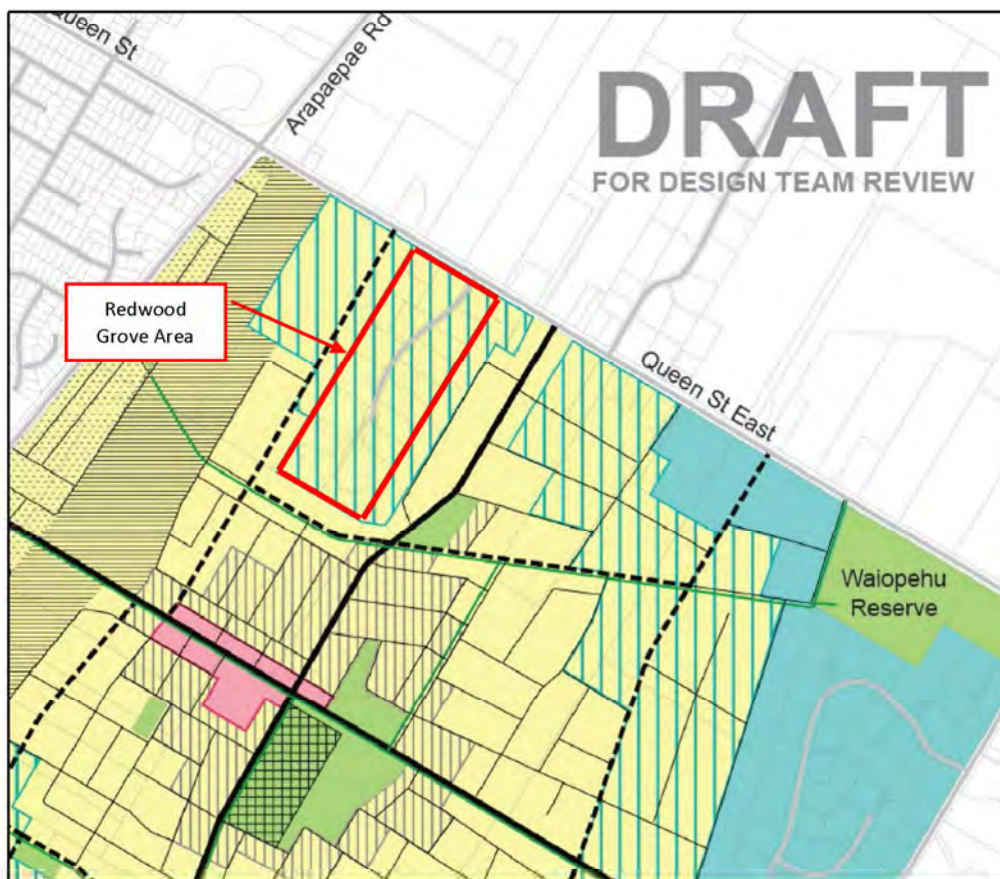 Queen St
Arapaepae Rd
DRAFT
FOR DESIGN TEAM REVIEW
Redwood
Grove Area
Queen St East
Waiopehu
Reserve